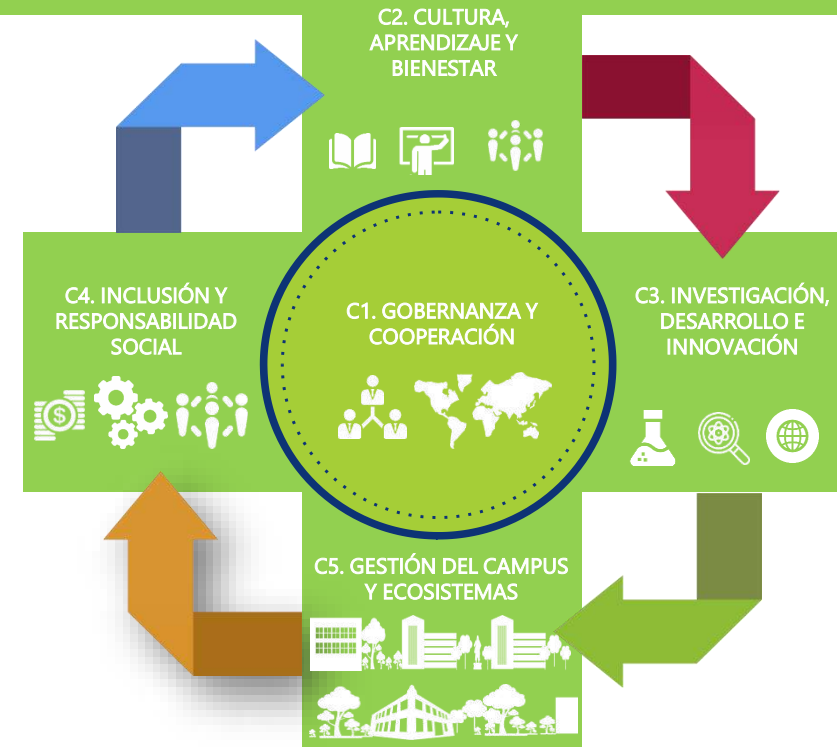 C2. CULTURA,
APRENDIZAJE Y
BIENESTAR
C4. INCLUSIÓN Y
RESPONSABILIDAD
SOCIAL
C1. GOBERNANZA Y
COOPERACIÓN
C3. INVESTIGACIÓN,
DESARROLLO E
INNOVACIÓN
$
C5. GESTIÓN DEL CAMPUS
Y ECOSISTEMAS